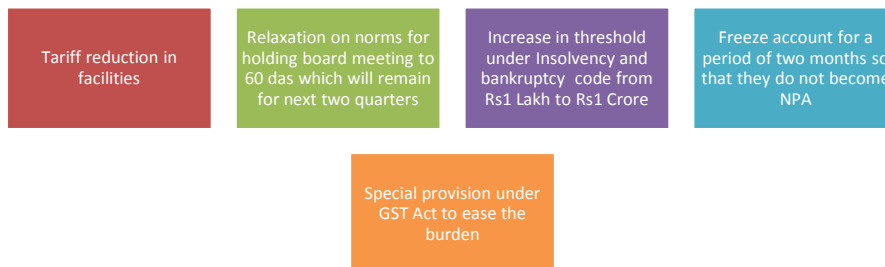 Tariff reduction in
facilities
Relaxation on norms for
holding board meeting to
60 das which will remain
for next two quarters
Increase in threshold
under Insolvency and
bankruptcy code from
Rs1 Lakh to Rs1 Crore
Freeze account for a
period of two months so
that they do not become
NPA
Special provision under
GST Act to ease the
burden